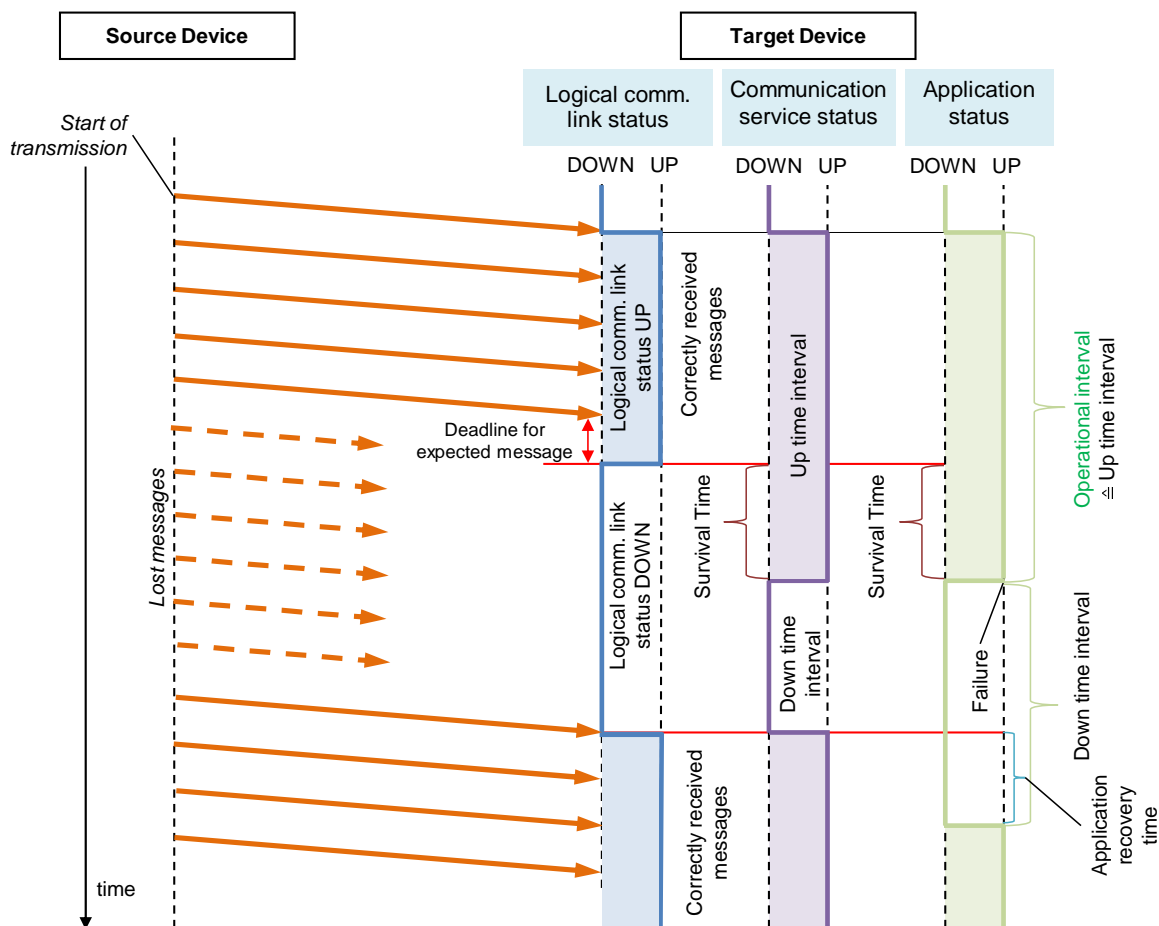 Source Device
Target Device
Logical comm.
link status
Communication
service status
Application
status
Start of
transmission
DOWN UP
DOWN UP
DOWN UP
Logical comm. link
status UP
Correctly received
messages
Up time interval
Operational interval
≙ Up time interval
Deadline for
expected message
Lost messages
Logical comm. link
status DOWN
Survival Time
Survival Time
Down time
interval
Failure
Down time interval
Correctly received
messages
Application
recovery
time
time